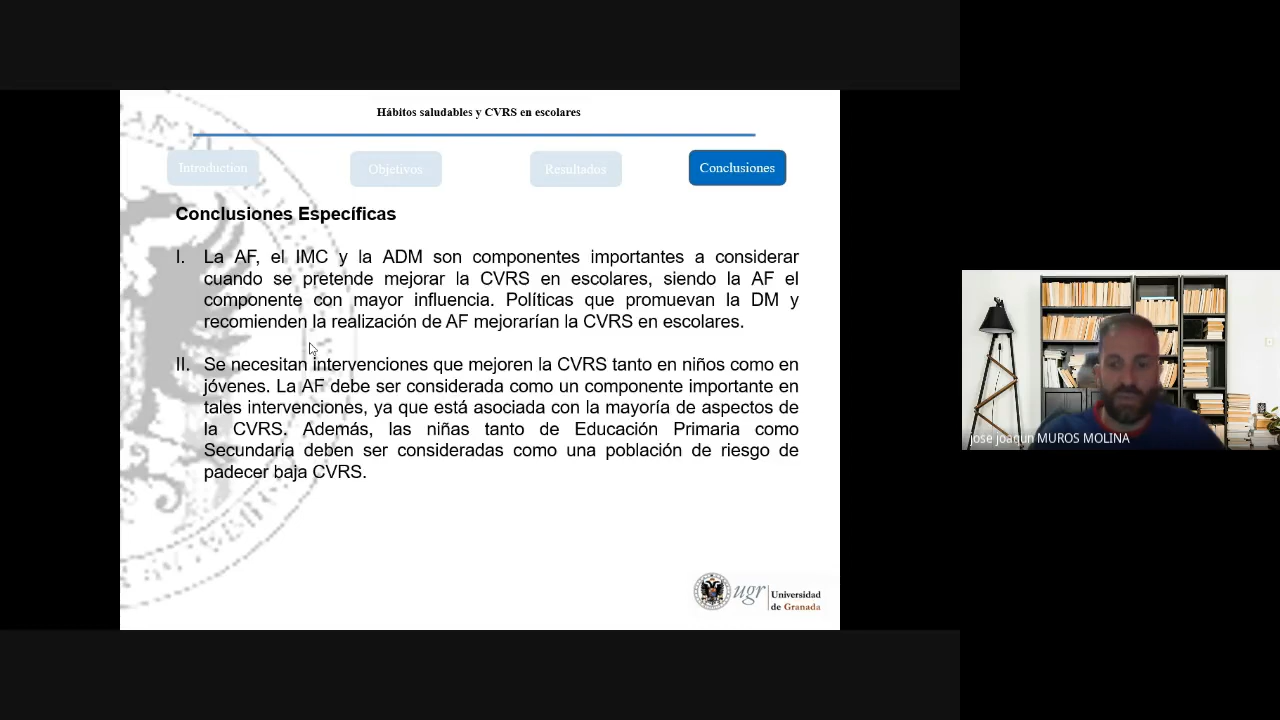 Hábitos saludables y CVRS en escolares
Introduction
Objetivos
Resultados
Conclusiones
Conclusiones Específicas
I. La AF, el IMC y la ADM son componentes importantes a considerar
cuando se pretende mejorar la CVRS en escolares, siendo la AF el
componente con mayor influencia. Políticas que promuevan la DM y
recomienden la realización de AF mejorarían la CVRS en escolares.
II. Se necesitan intervenciones que mejoren la CVRS tanto en niños como en
jóvenes. La AF debe ser considerada como un componente importante en
tales intervenciones, ya que está asociada con la mayoría de aspectos de
la CVRS. Además, las niñas tanto de Educación Primaria como
Secundaria deben ser consideradas como una población de riesgo de
padecer baja CVRS.
ugr
Universidad
de Granada
jose joaqun MUROS MOLINA